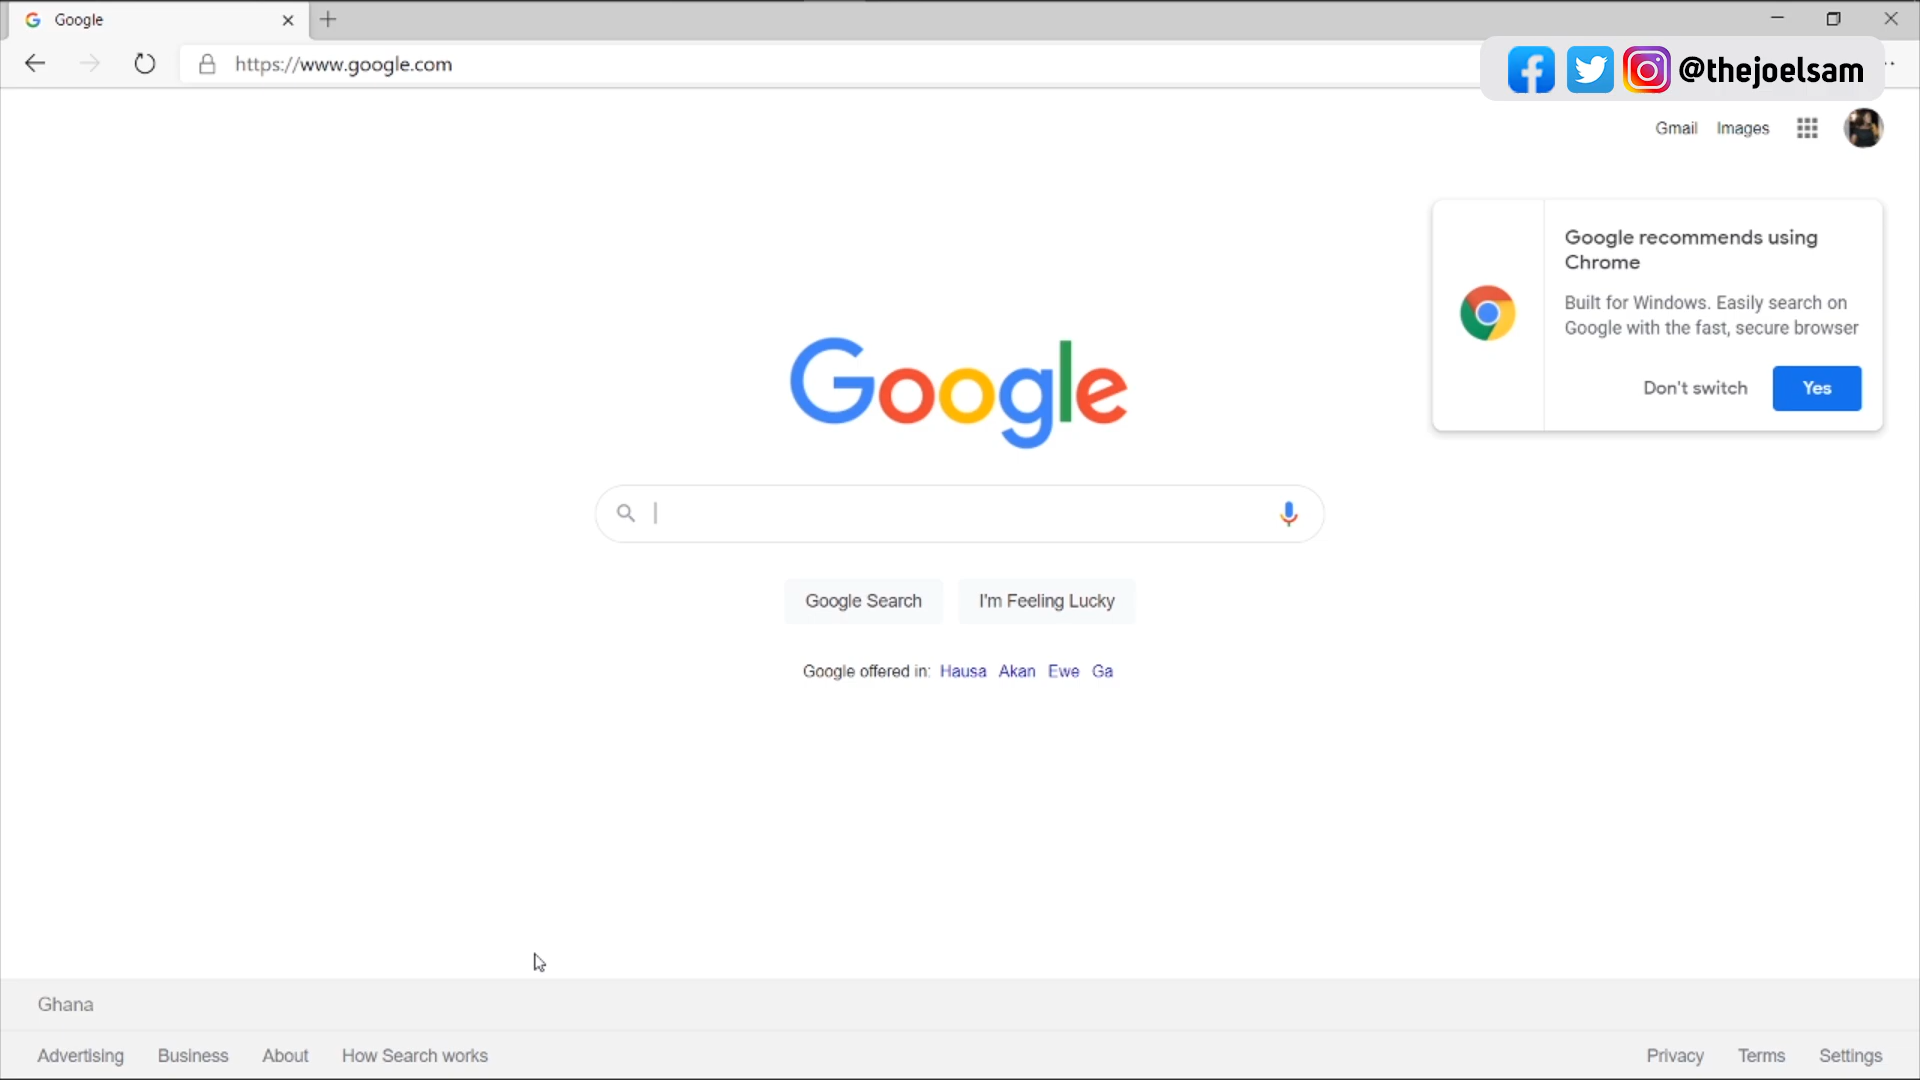 Google
https://www.google.com
@thejoelsam
Gmail Images
Google recommends using
Chrome
Built for Windows. Easily search on
Google with the fast, secure browser
Don't switch Yes
Google
Google Search I'm Feeling Lucky
Google offered in: Hausa Akan Ewe Ga
Ghana
Advertising Business About How Search works Privacy Terms Settings